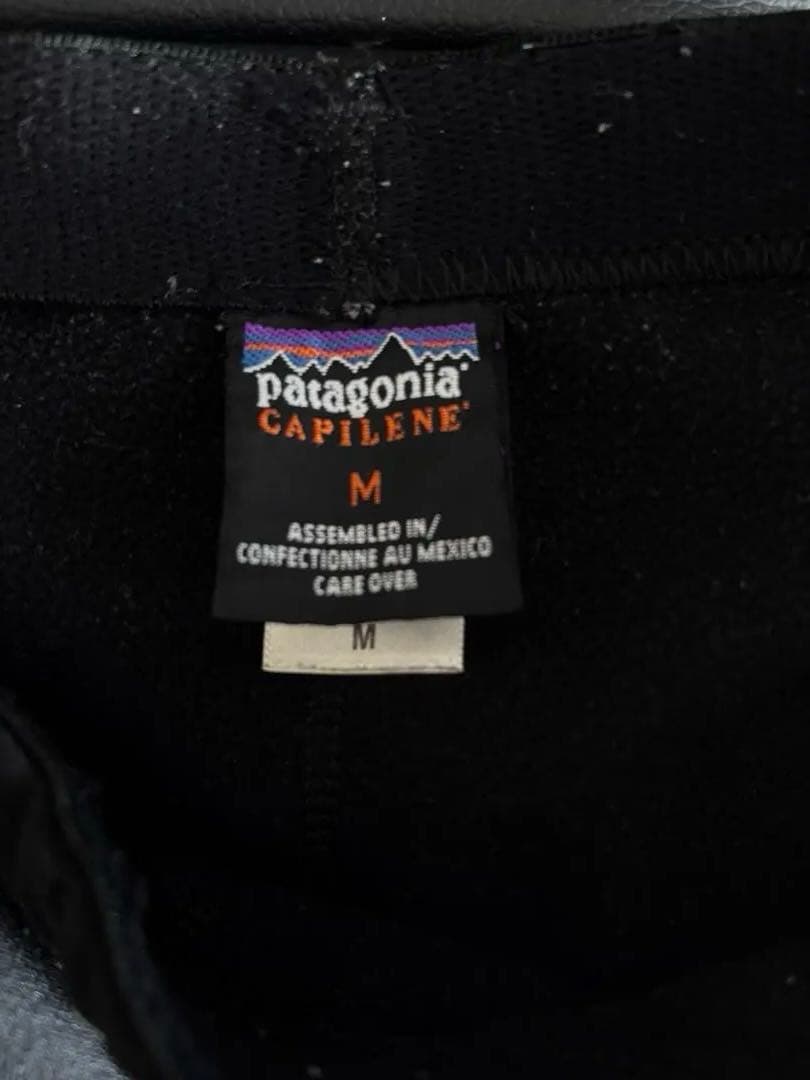 patagonia®
CAPILENE®
M
ASSEMBLED IN/
CONFECTIONNE AU MEXICO
CARE OVER
M